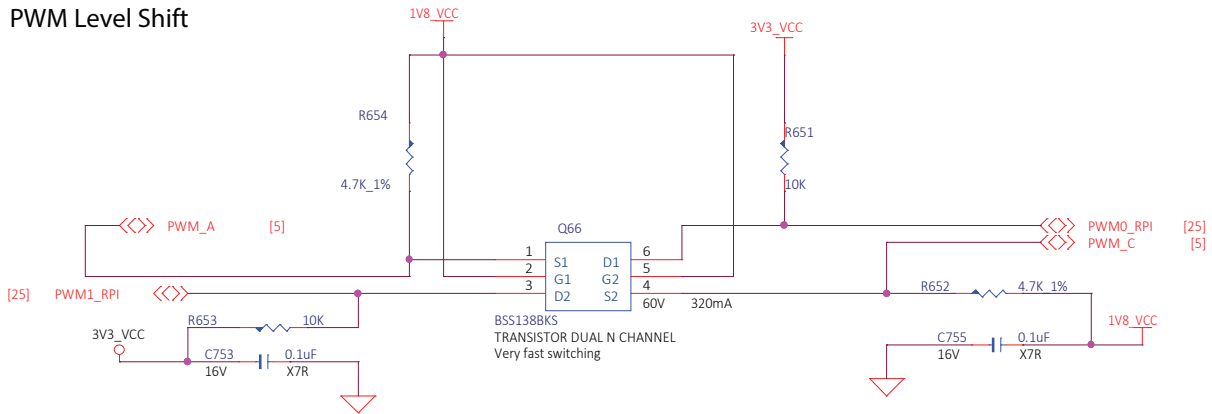 PWM Level Shift
1V8_VCC
3V3_VCC
R654
4.7K_1%
R651
10K
PWM_A [5]
Q66
PWM0_RPI [25]
PWM_C [5]
1 S1 D1 6
2 G1 G2 5
3 D2 S2 4
[25] PWM1_RPI
60V 320mA
R652 4.7K_1%
BSS138BKS
TRANSISTOR DUAL N CHANNEL
Very fast switching
R653 10K
3V3_VCC
C753 0.1uF
16V X7R
1V8_VCC
C755 0.1uF
16V X7R